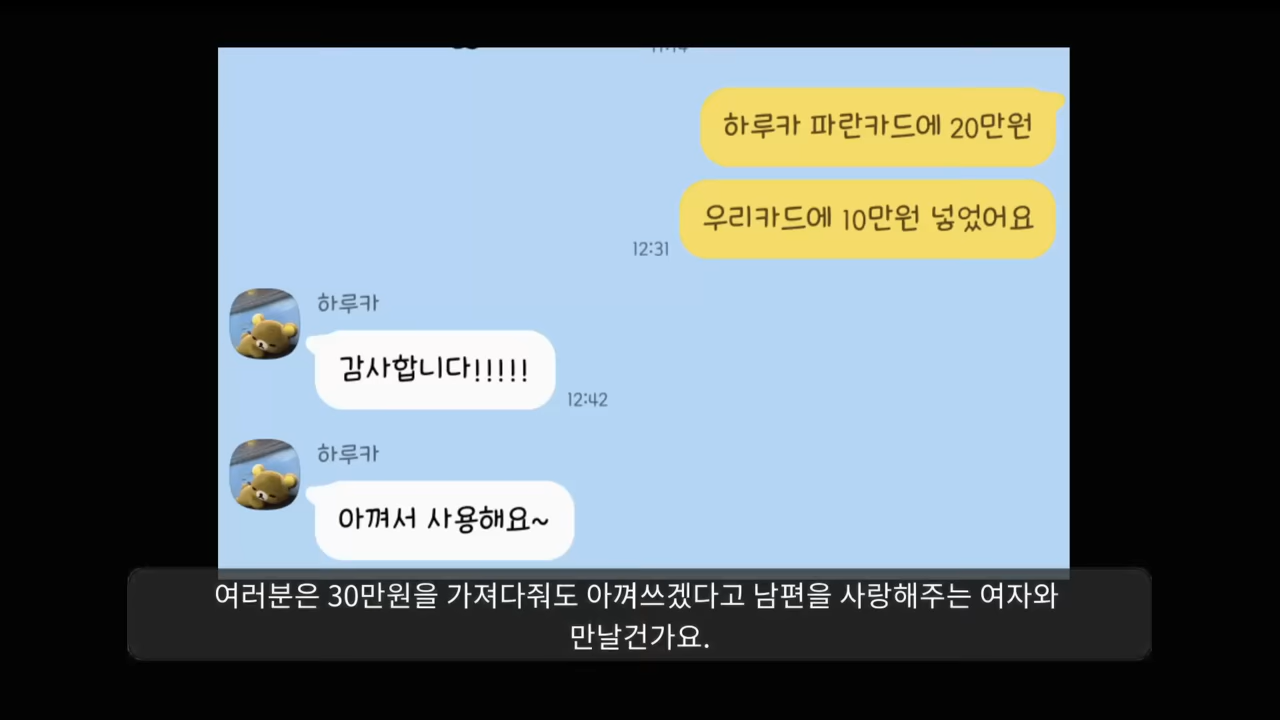 하루카 파란카드에 20만원
우리카드에 10만원 넣었어요
12:31
하루카
감사합니다!!!!!
12:42
하루카
아껴서 사용해요~
여러분은 30만원을 가져다줘도 아껴쓰겠다고 남편을 사랑해주는 여자와
만날건가요.